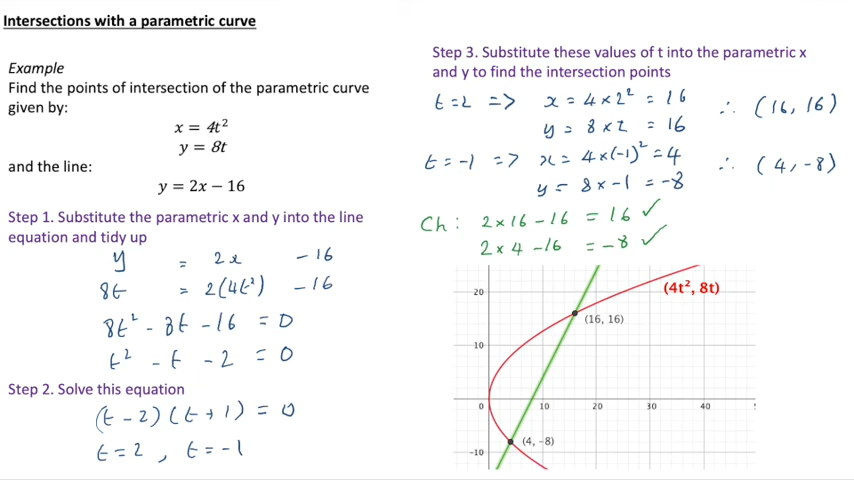 Intersections with a parametric curve
Example
Find the points of intersection of the parametric curve
given by:
x = 4t²
y = 8t
and the line:
y = 2x − 16
Step 1. Substitute the parametric x and y into the line
equation and tidy up
y = 2x − 16
8t = 2(4t²) − 16
8t² − 8t − 16 = 0
t² − t − 2 = 0
Step 2. Solve this equation
(t − 2)(t + 1) = 0
t = 2 , t = −1
Step 3. Substitute these values of t into the parametric x
and y to find the intersection points
t = 2 => x = 4 × 2² = 16 ∴ (16, 16)
y = 8 × 2 = 16
t = −1 => x = 4 × (−1)² = 4 ∴ (4, −8)
y = 8 × −1 = −8
Ch: 2 × 16 − 16 = 16 ✓
2 × 4 − 16 = −8 ✓
20
(4t², 8t)
(16, 16)
10
0 10 20 30 40 5
(4, −8)
−10